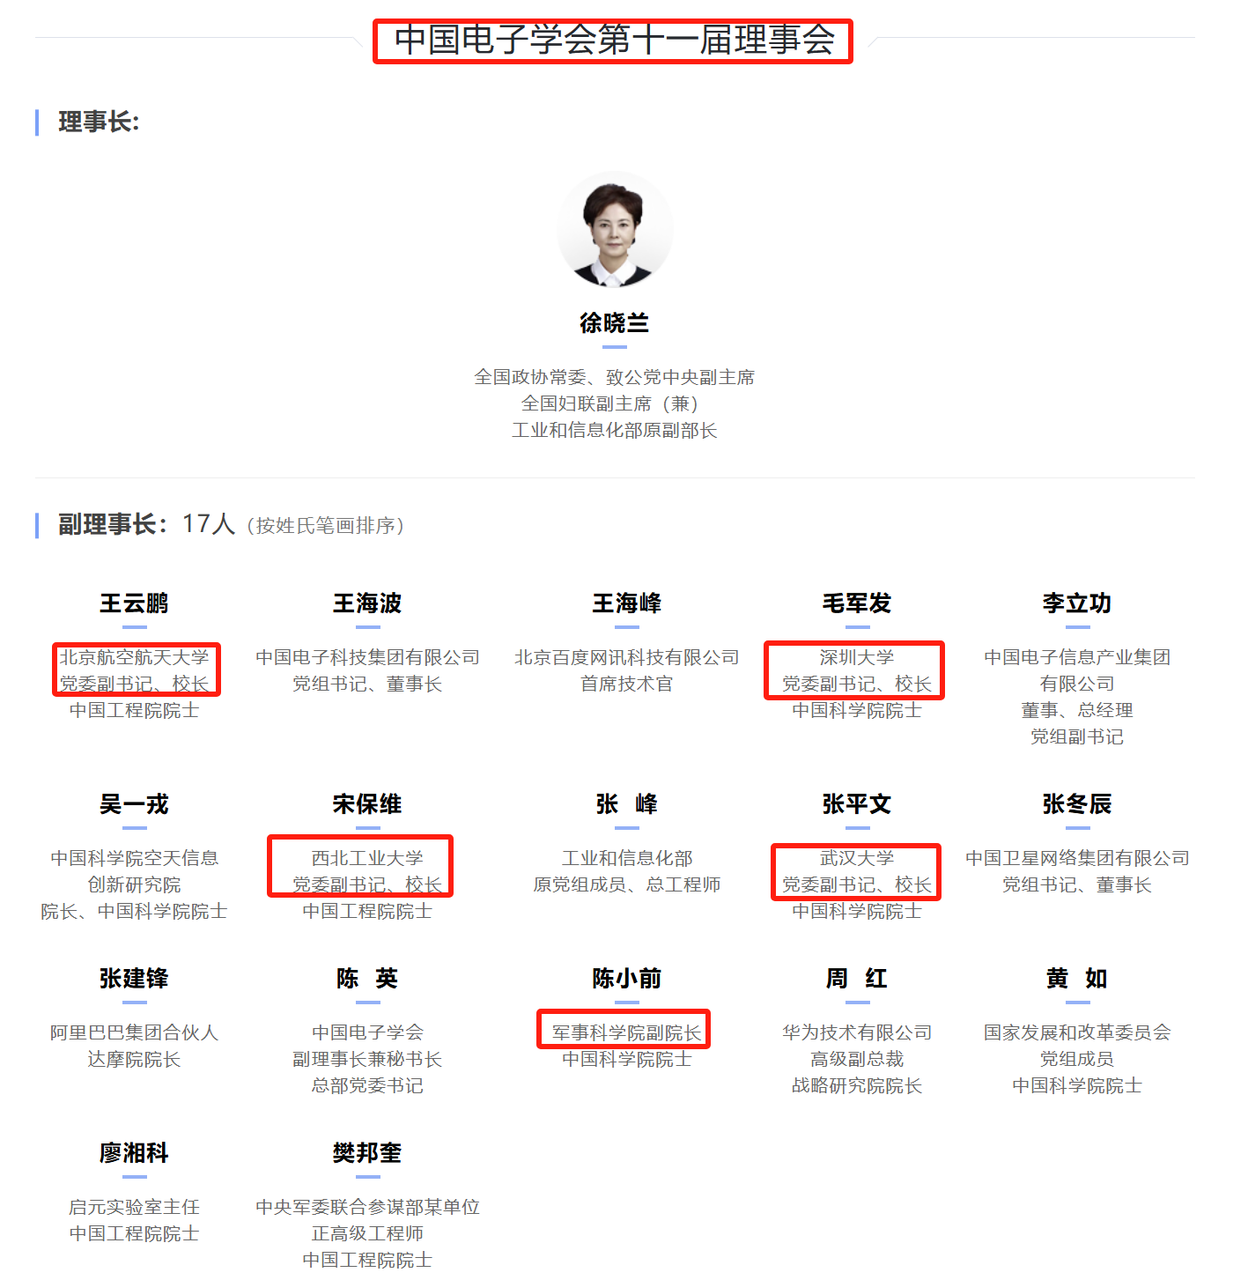 中国电子学会第十一届理事会
理事长:
徐晓兰
全国政协常委、致公党中央副主席
全国妇联副主席（兼）
工业和信息化部原副部长
副理事长：17人（按姓氏笔画排序）
王云鹏
北京航空航天大学
党委副书记、校长
中国工程院院士
王海波
中国电子科技集团有限公司
党组书记、董事长
王海峰
北京百度网讯科技有限公司
首席技术官
毛军发
深圳大学
党委副书记、校长
中国科学院院士
李立功
中国电子信息产业集团
有限公司
董事、总经理
党组副书记
吴一戎
中国科学院空天信息
创新研究院
院长、中国科学院院士
宋保维
西北工业大学
党委副书记、校长
中国工程院院士
张 峰
工业和信息化部
原党组成员、总工程师
张平文
武汉大学
党委副书记、校长
中国科学院院士
张冬辰
中国卫星网络集团有限公司
党组书记、董事长
张建锋
阿里巴巴集团合伙人
达摩院院长
陈 英
中国电子学会
副理事长兼秘书长
总部党委书记
陈小前
军事科学院副院长
中国科学院院士
周 红
华为技术有限公司
高级副总裁
战略研究院院长
黄 如
国家发展和改革委员会
党组成员
中国科学院院士
廖湘科
启元实验室主任
中国工程院院士
樊邦奎
中央军委联合参谋部某单位
正高级工程师
中国工程院院士